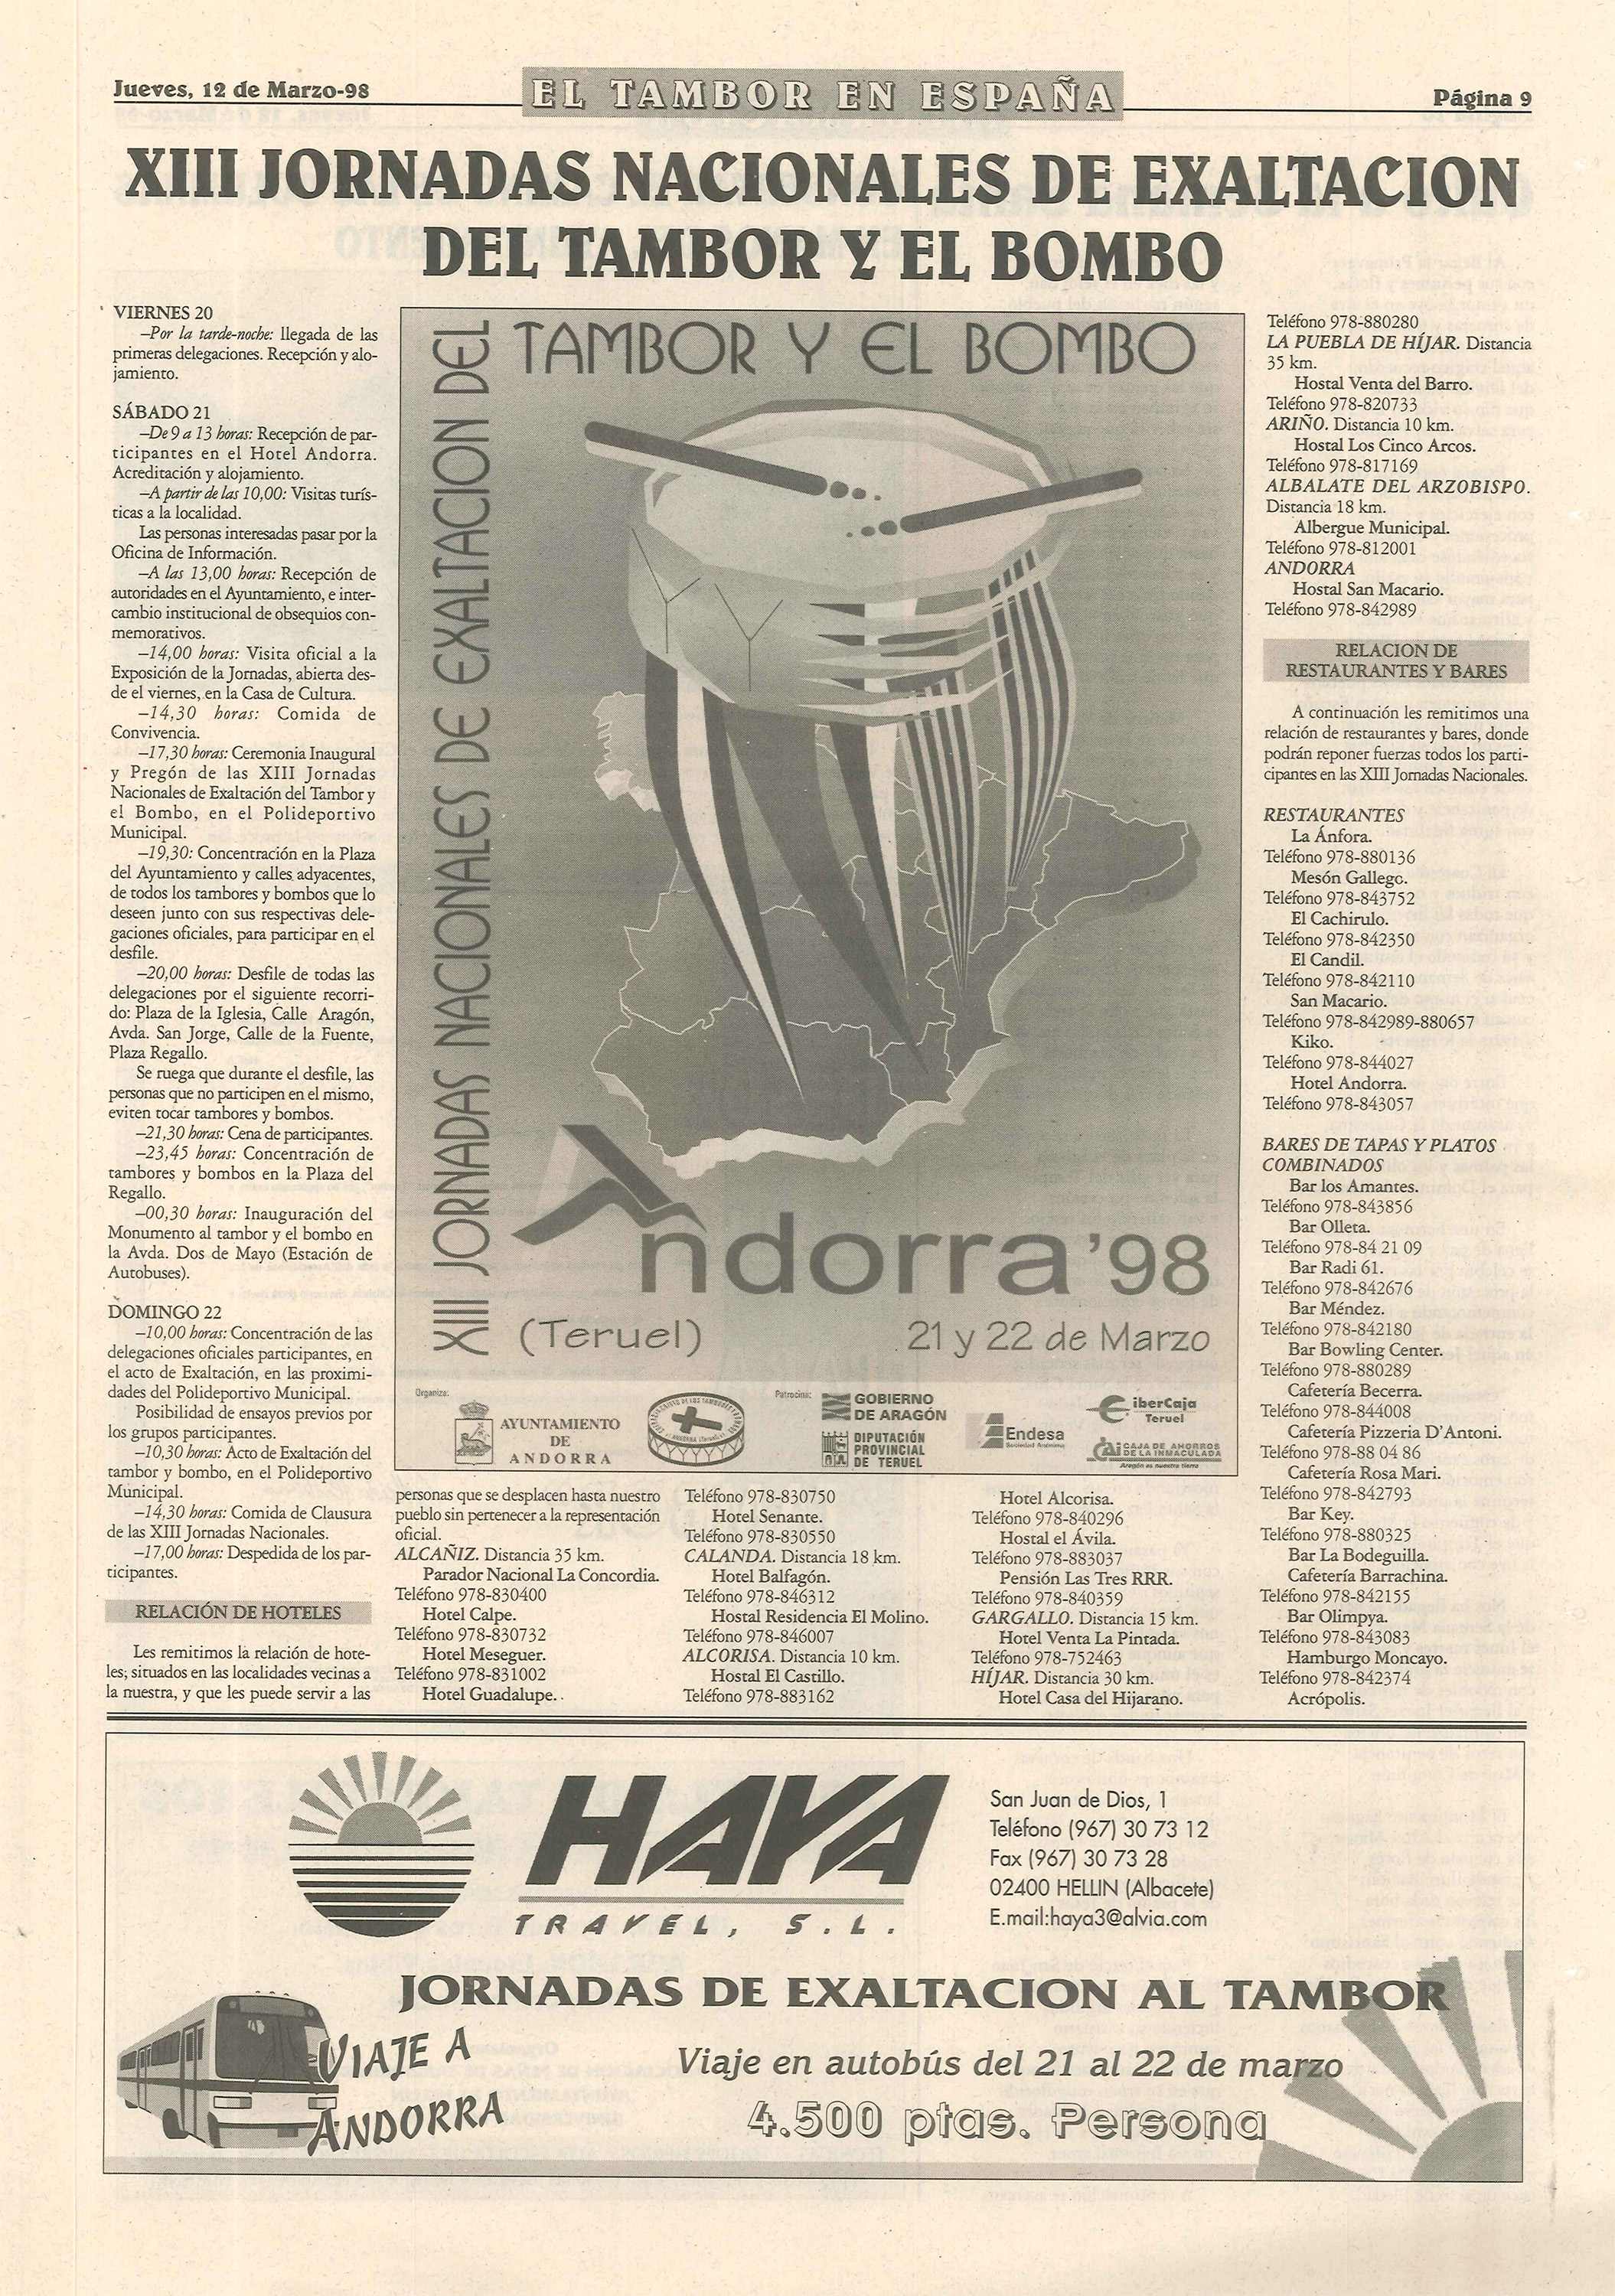 Jueves, 12 de Marzo-98
EL TAMBOR EN ESPAÑA
Página 9
XIII JORNADAS NACIONALES DE EXALTACION
DEL TAMBOR Y EL BOMBO
VIERNES 20
–Por la tarde-noche: llegada de las
primeras delegaciones. Recepción y alo-
jamiento.
SÁBADO 21
–De 9 a 13 horas: Recepción de par-
ticipantes en el Hotel Andorra.
Acreditación y alojamiento.
–A partir de las 10,00: Visitas turís-
ticas a la localidad.
Las personas interesadas pasar por la
Oficina de Información.
–A las 13,00 horas: Recepción de
autoridades en el Ayuntamiento, e inter-
cambio institucional de obsequios con-
memorativos.
–14,00 horas: Visita oficial a la
Exposición de la Jornadas, abierta des-
de el viernes, en la Casa de Cultura.
–14,30 horas: Comida de
Convivencia.
–17,30 horas: Ceremonia Inaugural
y Pregón de las XIII Jornadas
Nacionales de Exaltación del Tambor y
el Bombo, en el Polideportivo
Municipal.
–19,30: Concentración en la Plaza
del Ayuntamiento y calles adyacentes,
de todos los tambores y bombos que lo
deseen junto con sus respectivas dele-
gaciones oficiales, para participar en el
desfile.
–20,00 horas: Desfile de todas las
delegaciones por el siguiente recorri-
do: Plaza de la Iglesia, Calle Aragón,
Avda. San Jorge, Calle de la Fuente,
Plaza Regallo.
Se ruega que durante el desfile, las
personas que no participen en el mismo,
eviten tocar tambores y bombos.
–21,30 horas: Cena de participantes.
–23,45 horas: Concentración de
tambores y bombos en la Plaza del
Regallo.
–00,30 horas: Inauguración del
Monumento al tambor y el bombo en
la Avda. Dos de Mayo (Estación de
Autobuses).
DOMINGO 22
–10,00 horas: Concentración de las
delegaciones oficiales participantes, en
el acto de Exaltación, en las proximi-
dades del Polideportivo Municipal.
Posibilidad de ensayos previos por
los grupos participantes.
–10,30 horas: Acto de Exaltación del
tambor y bombo, en el Polideportivo
Municipal.
–14,30 horas: Comida de Clausura
de las XIII Jornadas Nacionales.
–17,00 horas: Despedida de los par-
ticipantes.
RELACIÓN DE HOTELES
Les remitimos la relación de hote-
les; situados en las localidades vecinas a
la nuestra, y que les puede servir a las
XIII JORNADAS NACIONALES DE EXALTACION DEL
TAMBOR Y EL BOMBO
Andorra '98
(Teruel)
21 y 22 de Marzo
Organiza:
AYUNTAMIENTO
DE
ANDORRA
Patrocina:
GOBIERNO
DE ARAGÓN
DIPUTACIÓN
PROVINCIAL
DE TERUEL
Endesa
Sociedad Anónima
iberCaja
Teruel
CAI CAJA DE AHORROS
DE LA INMACULADA
Aragón es nuestra tierra
personas que se desplacen hasta nuestro
pueblo sin pertenecer a la representación
oficial.
ALCAÑIZ. Distancia 35 km.
Parador Nacional La Concordia.
Teléfono 978-830400
Hotel Calpe.
Teléfono 978-830732
Hotel Meseguer.
Teléfono 978-831002
Hotel Guadalupe.
Teléfono 978-830750
Hotel Senante.
Teléfono 978-830550
CALANDA. Distancia 18 km.
Hotel Balfagón.
Teléfono 978-846312
Hostal Residencia El Molino.
Teléfono 978-846007
ALCORISA. Distancia 10 km.
Hostal El Castillo.
Teléfono 978-883162
Hotel Alcorisa.
Teléfono 978-840296
Hostal el Ávila.
Teléfono 978-883037
Pensión Las Tres RRR.
Teléfono 978-840359
GARGALLO. Distancia 15 km.
Hotel Venta La Pintada.
Teléfono 978-752463
HÍJAR. Distancia 30 km.
Hotel Casa del Hijarano.
Teléfono 978-880280
LA PUEBLA DE HÍJAR. Distancia
35 km.
Hostal Venta del Barro.
Teléfono 978-820733
ARIÑO. Distancia 10 km.
Hostal Los Cinco Arcos.
Teléfono 978-817169
ALBALATE DEL ARZOBISPO.
Distancia 18 km.
Albergue Municipal.
Teléfono 978-812001
ANDORRA
Hostal San Macario.
Teléfono 978-842989
RELACION DE
RESTAURANTES Y BARES
A continuación les remitimos una
relación de restaurantes y bares, donde
podrán reponer fuerzas todos los parti-
cipantes en las XIII Jornadas Nacionales.
RESTAURANTES
La Ánfora.
Teléfono 978-880136
Mesón Gallego.
Teléfono 978-843752
El Cachirulo.
Teléfono 978-842350
El Candil.
Teléfono 978-842110
San Macario.
Teléfono 978-842989-880657
Kiko.
Teléfono 978-844027
Hotel Andorra.
Teléfono 978-843057
BARES DE TAPAS Y PLATOS
COMBINADOS
Bar los Amantes.
Teléfono 978-843856
Bar Olleta.
Teléfono 978-84 21 09
Bar Radi 61.
Teléfono 978-842676
Bar Méndez.
Teléfono 978-842180
Bar Bowling Center.
Teléfono 978-880289
Cafetería Becerra.
Teléfono 978-844008
Cafetería Pizzeria D'Antoni.
Teléfono 978-88 04 86
Cafetería Rosa Mari.
Teléfono 978-842793
Bar Key.
Teléfono 978-880325
Bar La Bodeguilla.
Cafetería Barrachina.
Teléfono 978-842155
Bar Olimpya.
Teléfono 978-843083
Hamburgo Moncayo.
Teléfono 978-842374
Acrópolis.
HAYA
TRAVEL, S.L.
San Juan de Dios, 1
Teléfono (967) 30 73 12
Fax (967) 30 73 28
02400 HELLIN (Albacete)
E.mail:haya3@alvia.com
JORNADAS DE EXALTACION AL TAMBOR
VIAJE A
ANDORRA
Viaje en autobús del 21 al 22 de marzo
4.500 ptas. Persona